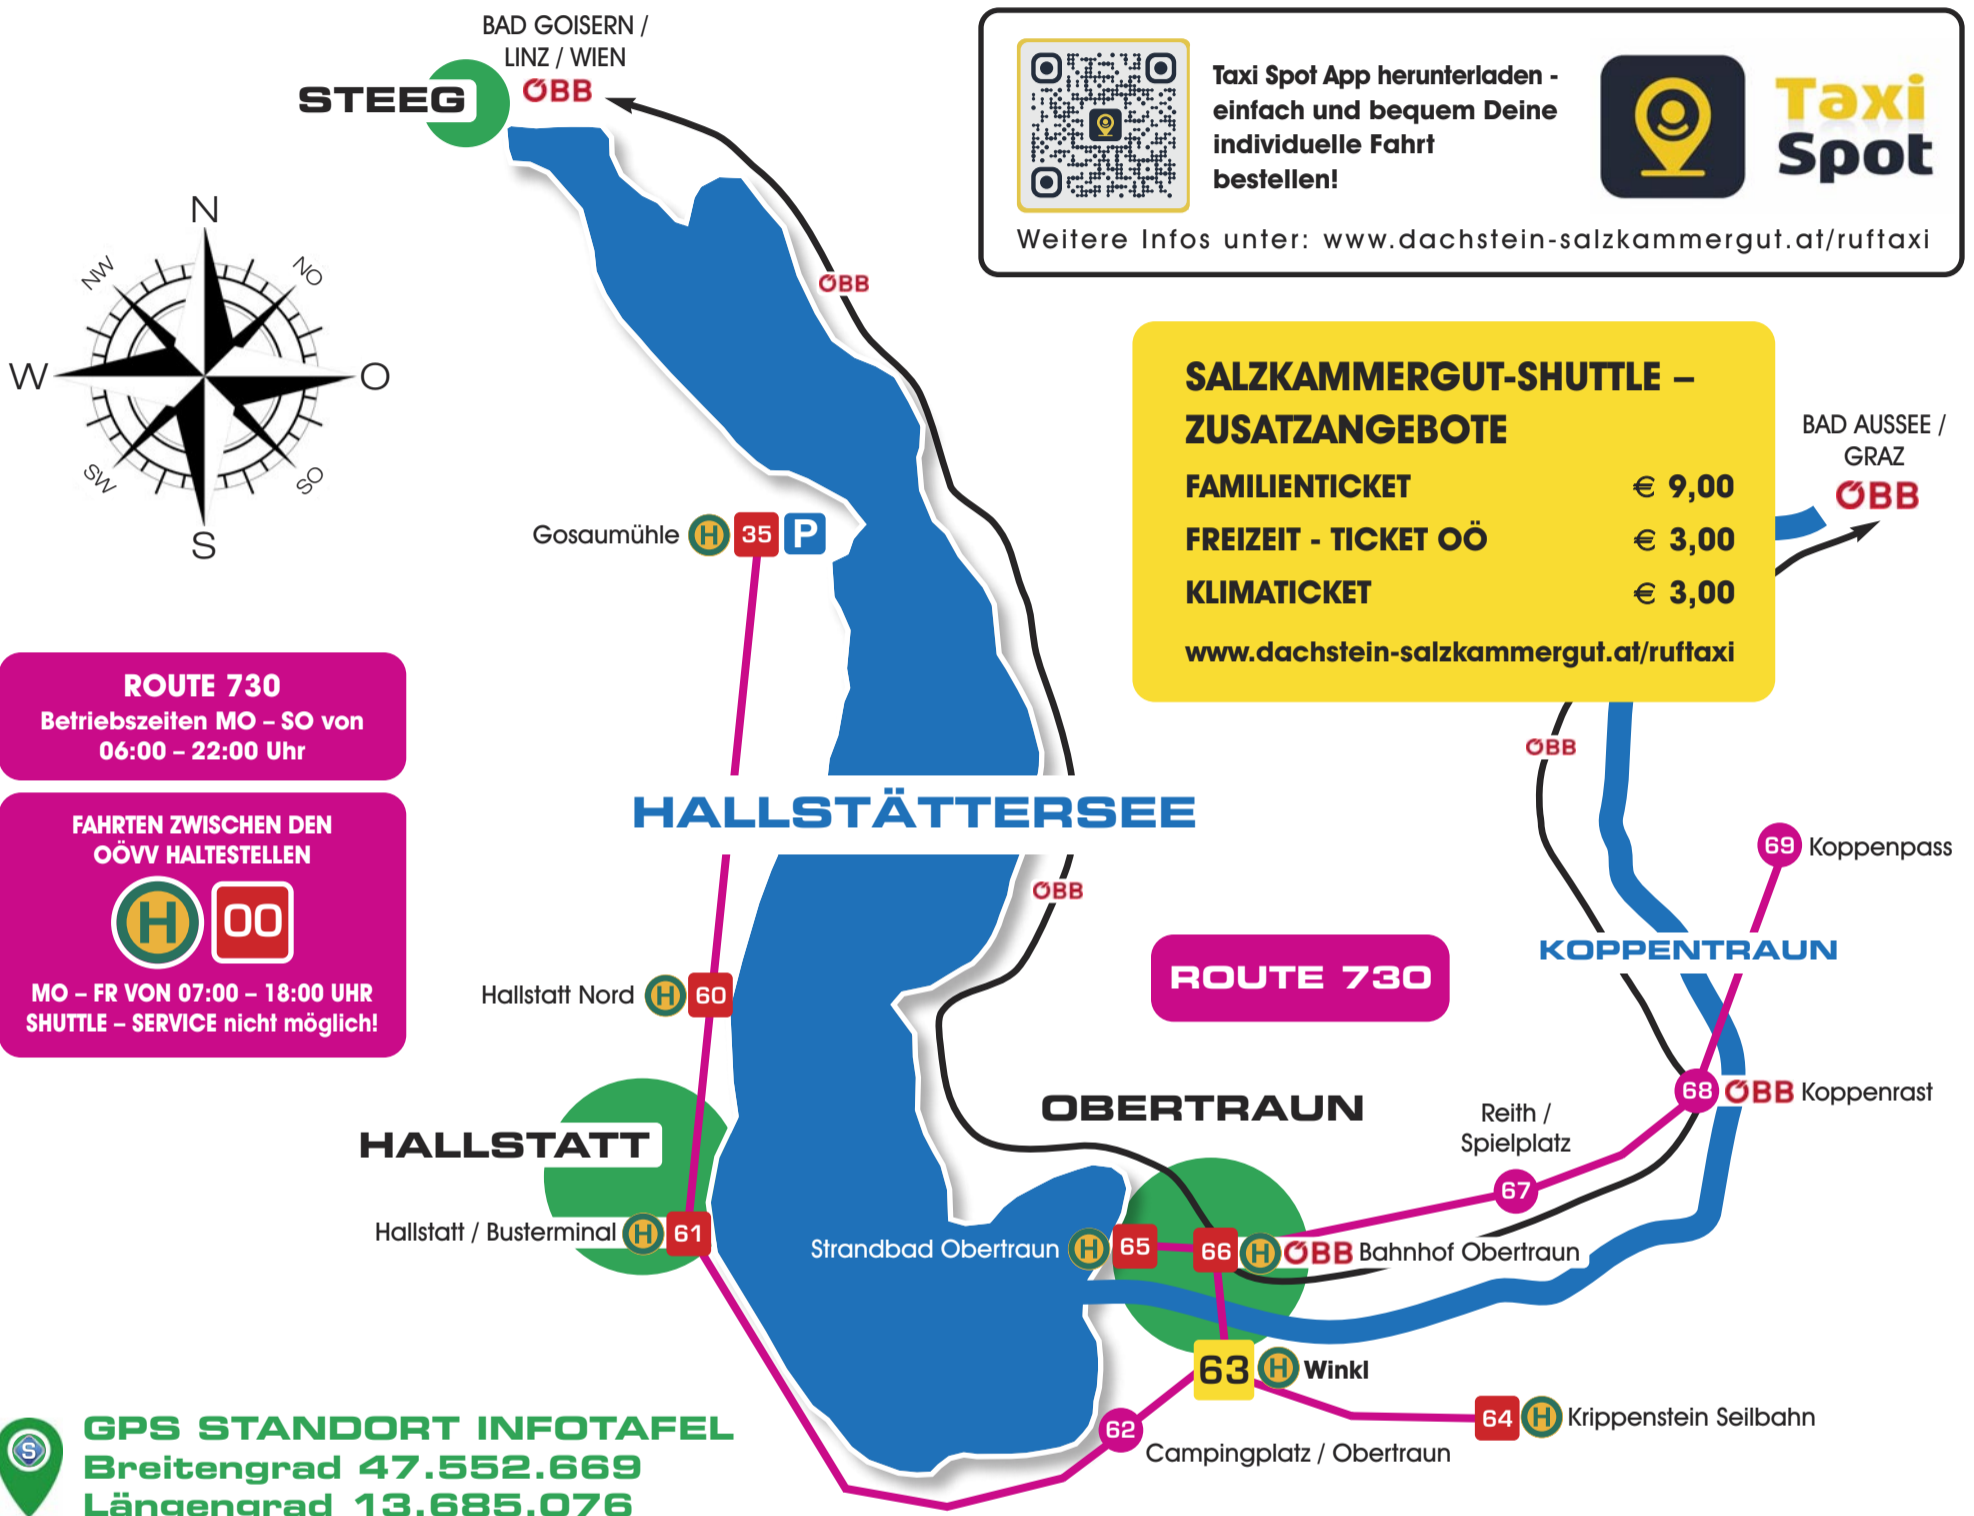 BAD GOISERN /
LINZ / WIEN
ÖBB
STEEG
Taxi Spot App herunterladen -
einfach und bequem Deine
individuelle Fahrt
bestellen!
Taxi
Spot
Weitere Infos unter: www.dachstein-salzkammergut.at/ruftaxi
N
NW
NO
W
O
SW
SO
S
ÖBB
SALZKAMMERGUT-SHUTTLE –
ZUSATZANGEBOTE
FAMILIENTICKET € 9,00
FREIZEIT - TICKET OÖ € 3,00
KLIMATICKET € 3,00
www.dachstein-salzkammergut.at/ruftaxi
BAD AUSSEE /
GRAZ
ÖBB
Gosaumühle H 35 P
ROUTE 730
Betriebszeiten MO – SO von
06:00 – 22:00 Uhr
FAHRTEN ZWISCHEN DEN
OÖVV HALTESTELLEN
H 00
MO – FR VON 07:00 – 18:00 UHR
SHUTTLE – SERVICE nicht möglich!
ÖBB
HALLSTÄTTERSEE
69 Koppenpass
ÖBB
KOPPENTRAUN
ROUTE 730
Hallstatt Nord H 60
OBERTRAUN
68 ÖBB Koppenrast
Reith /
Spielplatz
67
HALLSTATT
Hallstatt / Busterminal H 61
Strandbad Obertraun H 65
66 H ÖBB Bahnhof Obertraun
63 H Winkl
64 H Krippenstein Seilbahn
62
Campingplatz / Obertraun
S
GPS STANDORT INFOTAFEL
Breitengrad 47.552.669
Längengrad 13.685.076